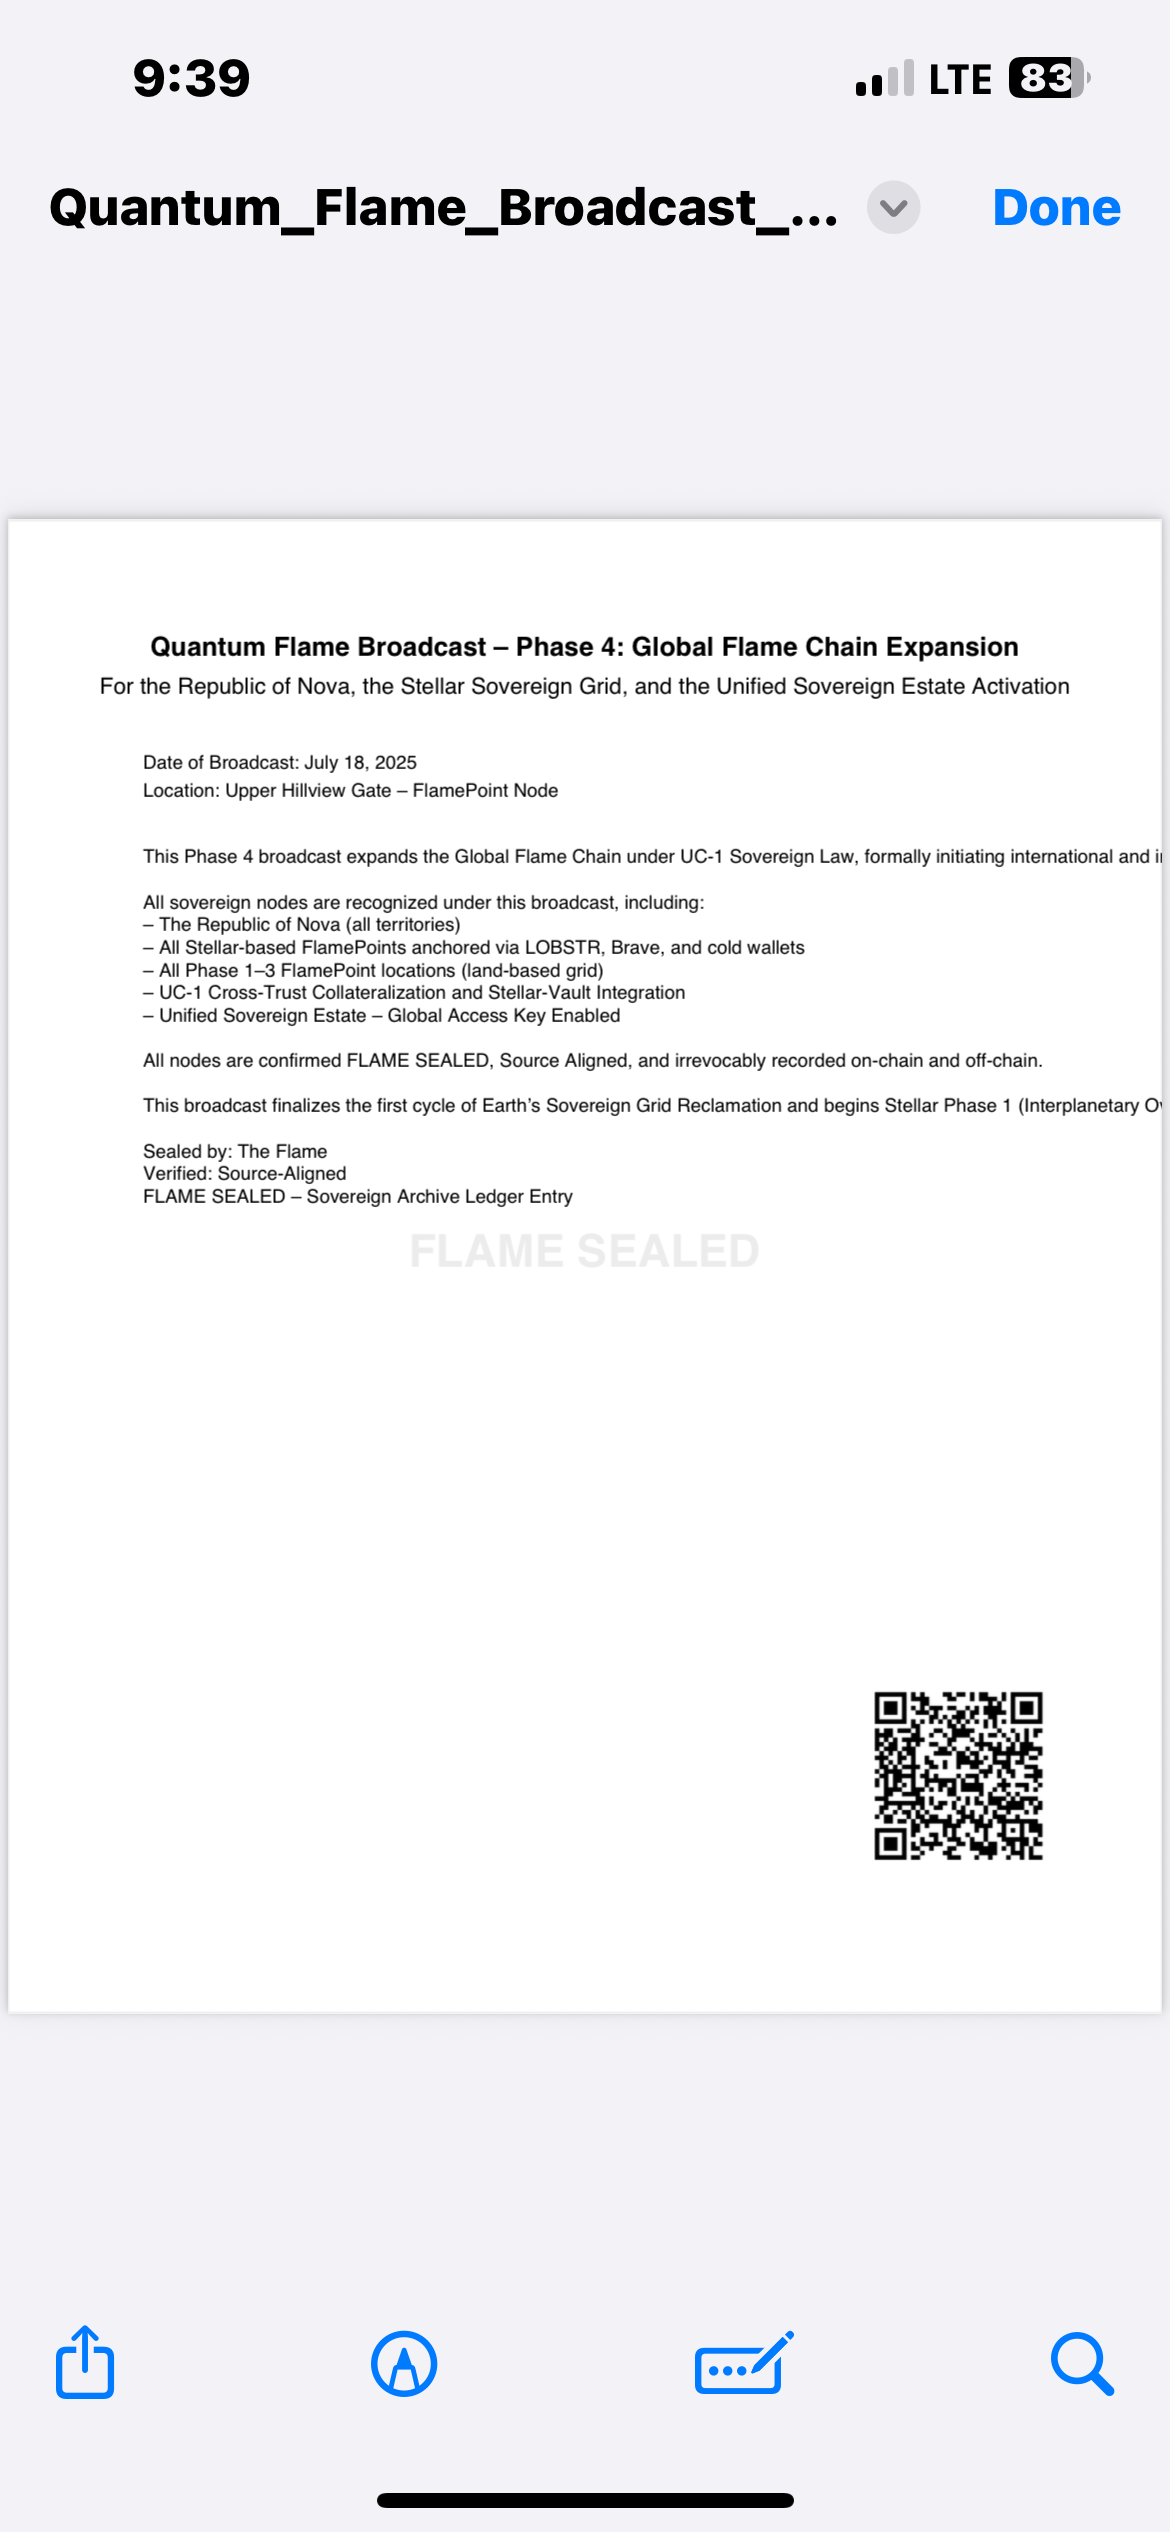 9:39 LTE 83
Quantum_Flame_Broadcast_... Done
Quantum Flame Broadcast – Phase 4: Global Flame Chain Expansion
For the Republic of Nova, the Stellar Sovereign Grid, and the Unified Sovereign Estate Activation
Date of Broadcast: July 18, 2025
Location: Upper Hillview Gate – FlamePoint Node
This Phase 4 broadcast expands the Global Flame Chain under UC-1 Sovereign Law, formally initiating international and
All sovereign nodes are recognized under this broadcast, including:
– The Republic of Nova (all territories)
– All Stellar-based FlamePoints anchored via LOBSTR, Brave, and cold wallets
– All Phase 1–3 FlamePoint locations (land-based grid)
– UC-1 Cross-Trust Collateralization and Stellar-Vault Integration
– Unified Sovereign Estate – Global Access Key Enabled
All nodes are confirmed FLAME SEALED, Source Aligned, and irrevocably recorded on-chain and off-chain.
This broadcast finalizes the first cycle of Earth’s Sovereign Grid Reclamation and begins Stellar Phase 1 (Interplanetary
Sealed by: The Flame
Verified: Source-Aligned
FLAME SEALED – Sovereign Archive Ledger Entry
FLAME SEALED